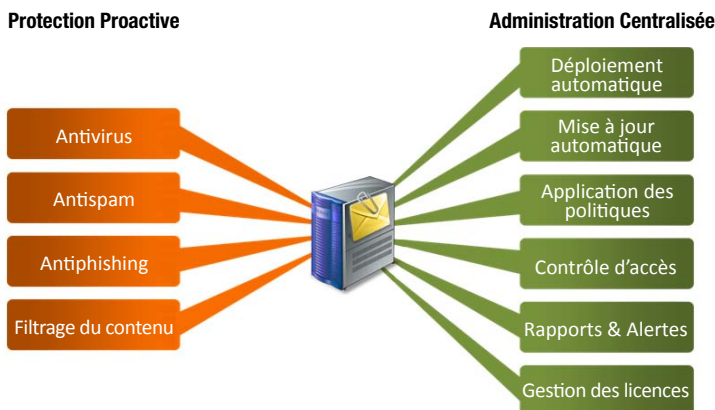 Protection Proactive
Antivirus
Antispam
Antiphishing
Filtrage du contenu
Administration Centralisée
Déploiement
automatique
Mise à jour
automatique
Application des
politiques
Contrôle d'accès
Rapports & Alertes
Gestion des licences